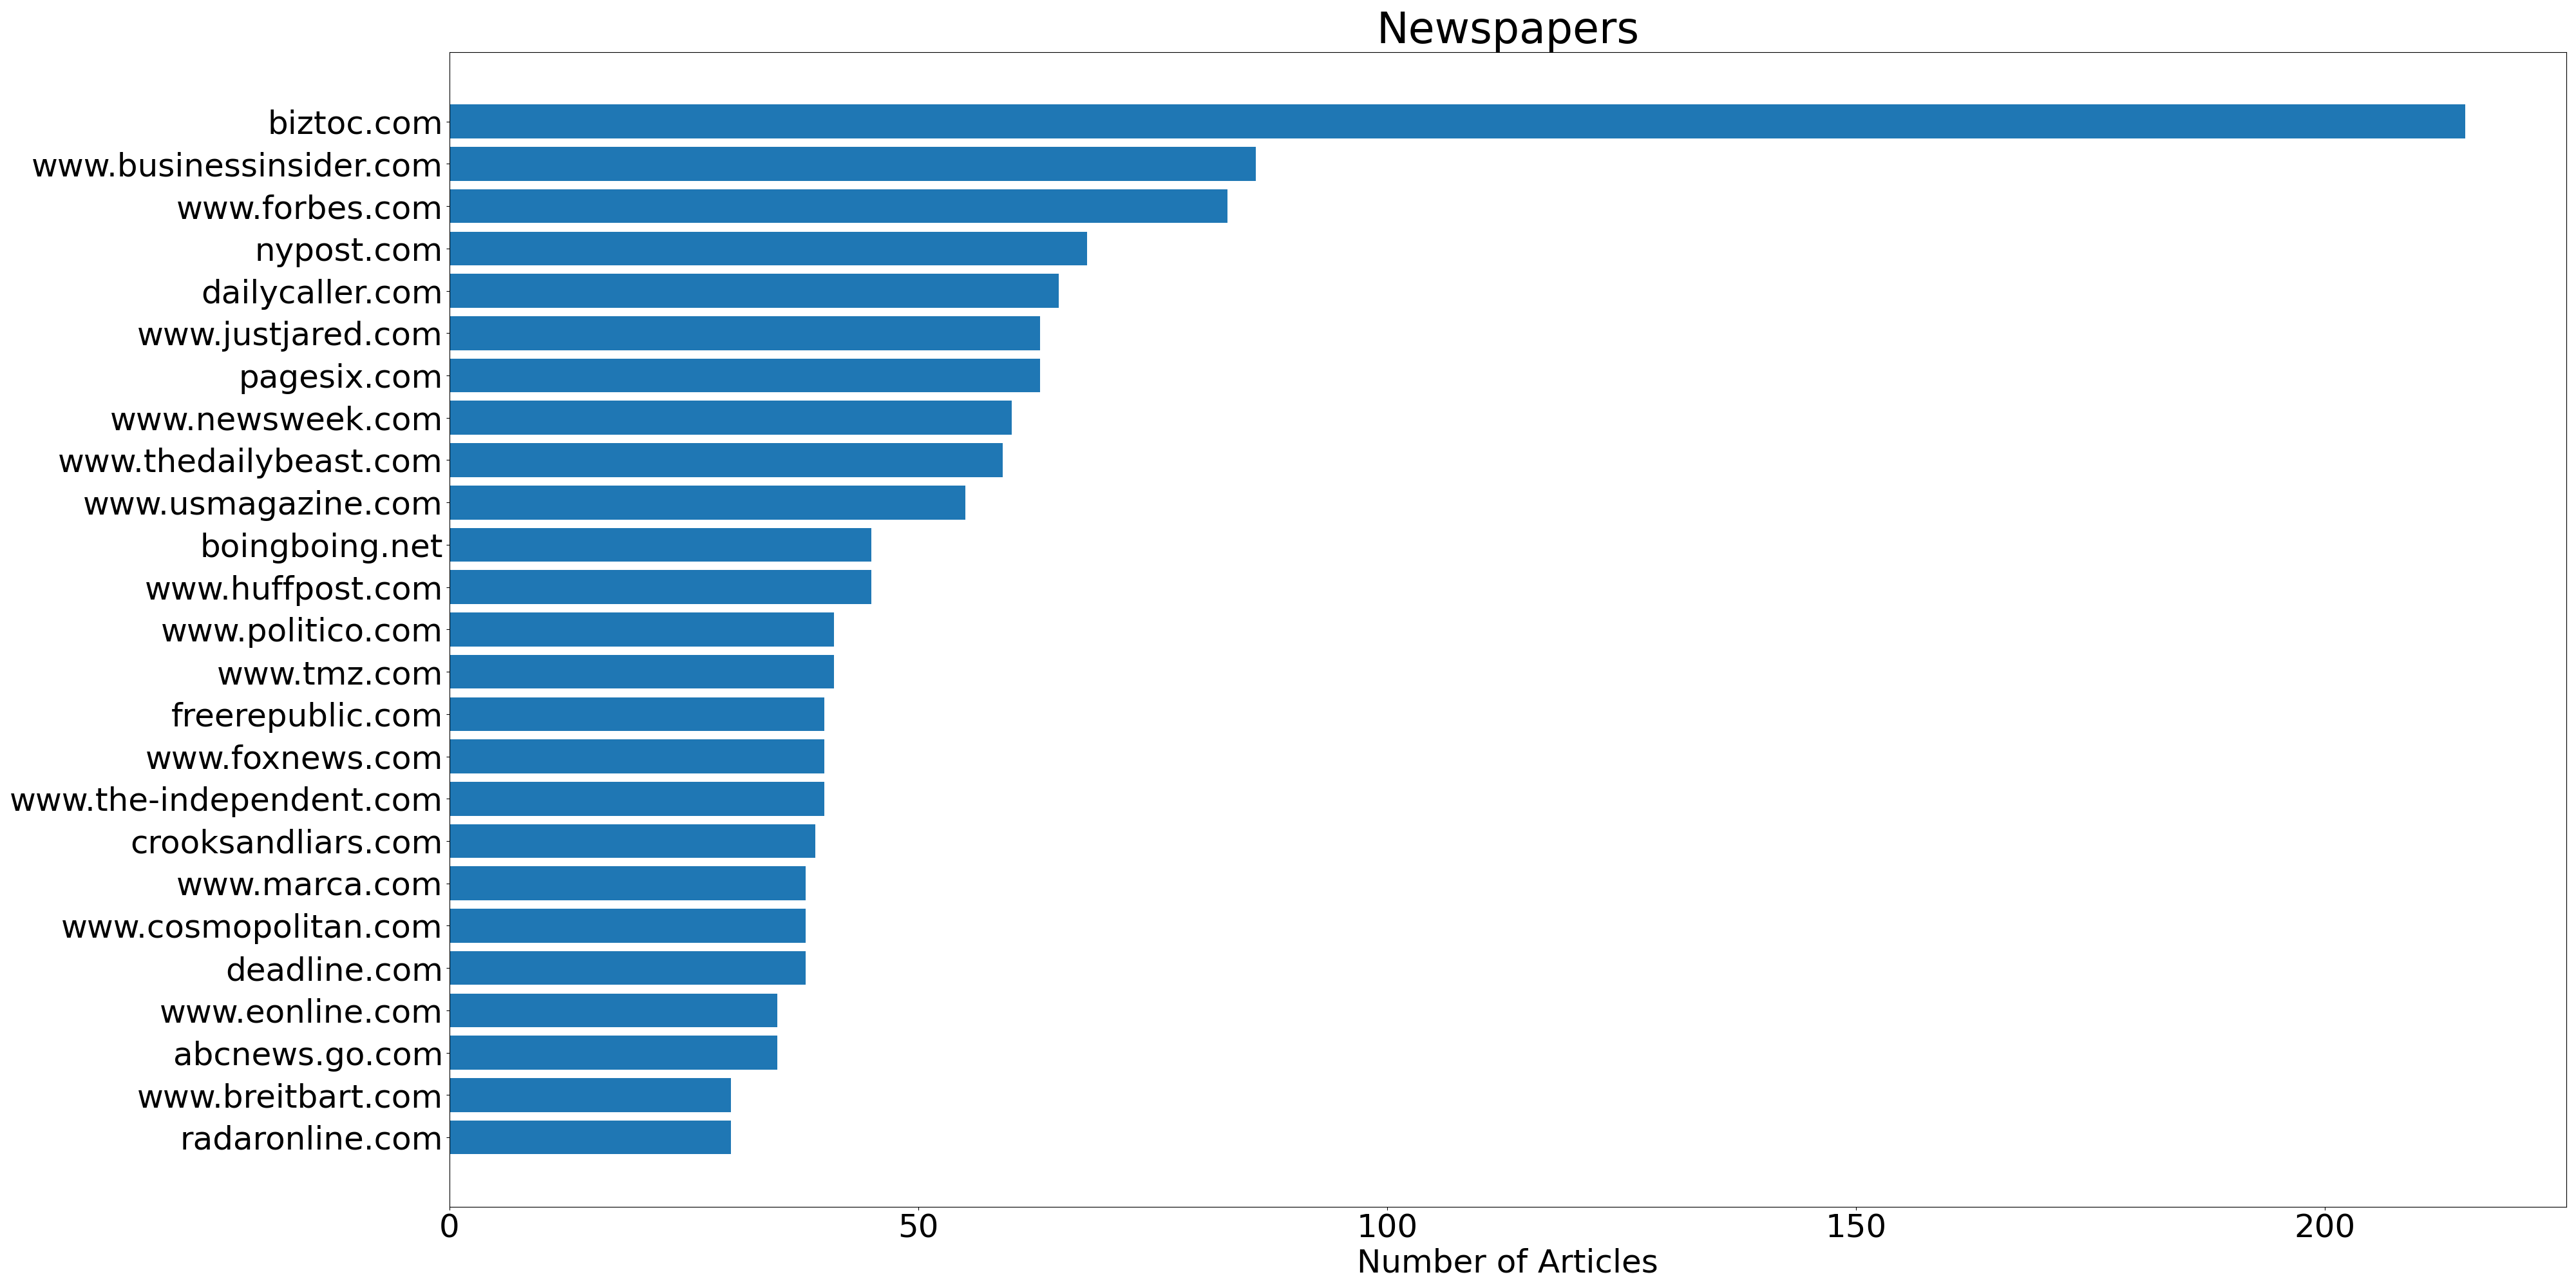 Newspapers
biztoc.com
www.businessinsider.com
www.forbes.com
nypost.com
dailycaller.com
www.justjared.com
pagesix.com
www.newsweek.com
www.thedailybeast.com
www.usmagazine.com
boingboing.net
www.huffpost.com
www.politico.com
www.tmz.com
freerepublic.com
www.foxnews.com
www.the-independent.com
crooksandliars.com
www.marca.com
www.cosmopolitan.com
deadline.com
www.eonline.com
abcnews.go.com
www.breitbart.com
radaronline.com
0 50 100 150 200
Number of Articles